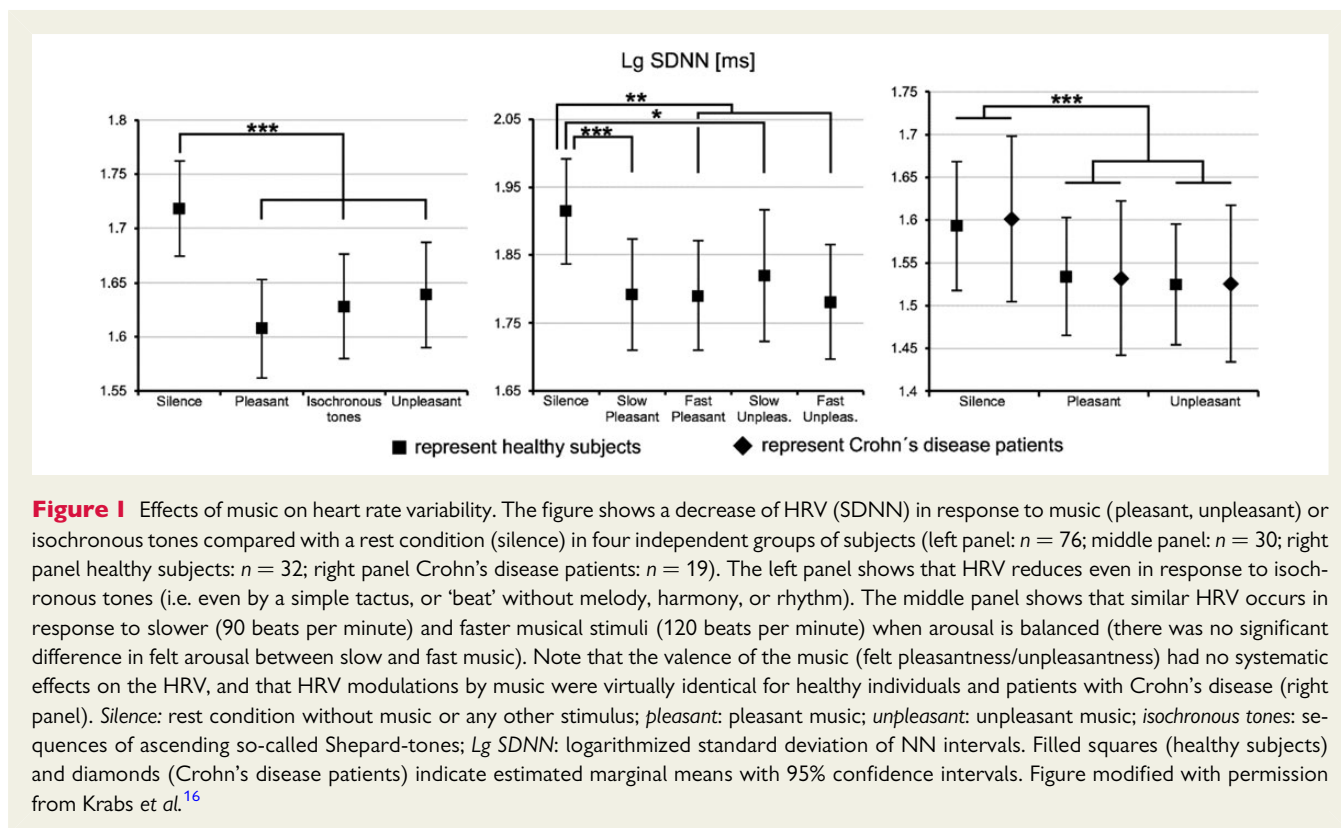 Lg SDNN [ms]
1.8
1.75
1.7
1.65
1.6
1.55
***
Silence Pleasant Isochronous tones Unpleasant
2.05
1.95
1.85
1.75
1.65
**
*
***
Silence Slow Pleasant Fast Pleasant Slow Unpleas. Fast Unpleas.
1.75
1.7
1.65
1.6
1.55
1.5
1.45
1.4
***
Silence Pleasant Unpleasant
■ represent healthy subjects ◆ represent Crohn´s disease patients
Figure 1 Effects of music on heart rate variability. The figure shows a decrease of HRV (SDNN) in response to music (pleasant, unpleasant) or
isochronous tones compared with a rest condition (silence) in four independent groups of subjects (left panel: n = 76; middle panel: n = 30; right
panel healthy subjects: n = 32; right panel Crohn's disease patients: n = 19). The left panel shows that HRV reduces even in response to isoch-
ronous tones (i.e. even by a simple tactus, or 'beat' without melody, harmony, or rhythm). The middle panel shows that similar HRV occurs in
response to slower (90 beats per minute) and faster musical stimuli (120 beats per minute) when arousal is balanced (there was no significant
difference in felt arousal between slow and fast music). Note that the valence of the music (felt pleasantness/unpleasantness) had no systematic
effects on the HRV, and that HRV modulations by music were virtually identical for healthy individuals and patients with Crohn's disease (right
panel). Silence: rest condition without music or any other stimulus; pleasant: pleasant music; unpleasant: unpleasant music; isochronous tones: se-
quences of ascending so-called Shepard-tones; Lg SDNN: logarithmized standard deviation of NN intervals. Filled squares (healthy subjects)
and diamonds (Crohn's disease patients) indicate estimated marginal means with 95% confidence intervals. Figure modified with permission
from Krabs et al.16